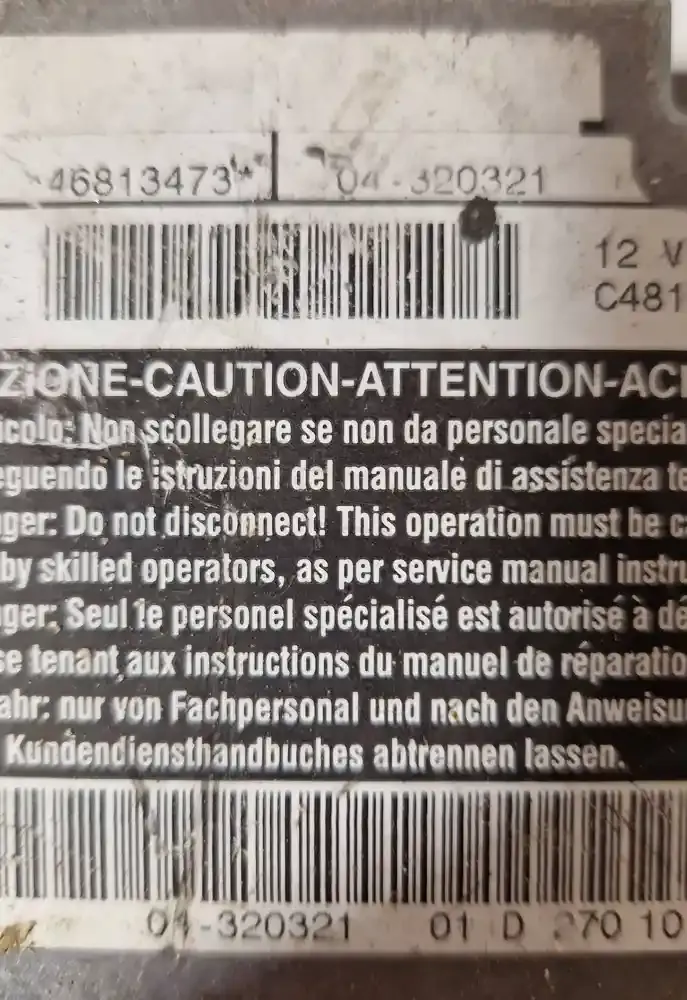 46813473* 04-320321
12 V
C481
ZIONE-CAUTION-ATTENTION-ACH
icolo: Non scollegare se non da personale specia
eguendo le istruzioni del manuale di assistenza te
ger: Do not disconnect! This operation must be ca
by skilled operators, as per service manual instru
ger: Seul le personel spécialisé est autorisé à dé
se tenant aux instructions du manuel de réparatio
ahr: nur von Fachpersonal und nach den Anweisu
Kundendiensthandbuches abtrennen lassen.
04-320321 01 D 270 10